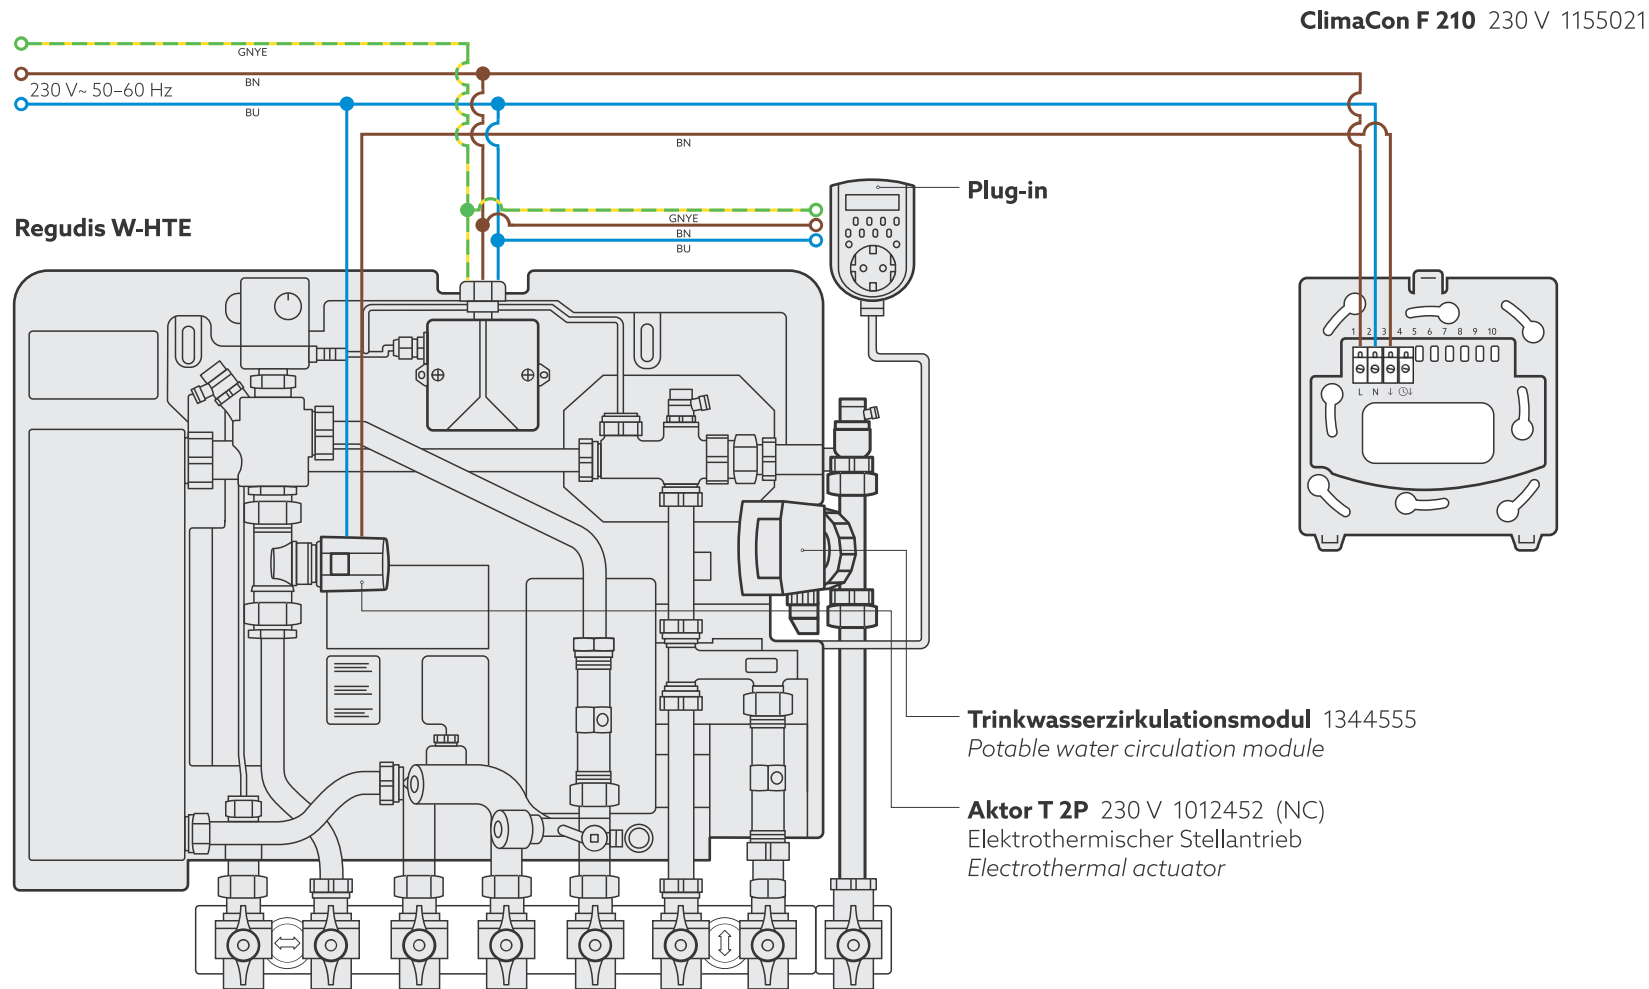 ClimaCon F 210 230 V 1155021
GNYE
BN
230 V~ 50–60 Hz
BU
BN
Plug-in
GNYE
BN
BU
Regudis W-HTE
1 2 3 4 5 6 7 8 9 10
L N ↓ ↓
Trinkwasserzirkulationsmodul 1344555
Potable water circulation module
Aktor T 2P 230 V 1012452 (NC)
Elektrothermischer Stellantrieb
Electrothermal actuator